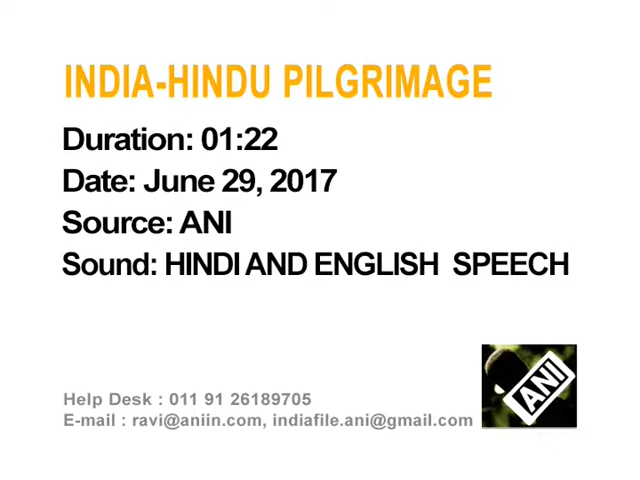 INDIA-HINDU PILGRIMAGE
Duration: 01:22
Date: June 29, 2017
Source: ANI
Sound: HINDI AND ENGLISH SPEECH
Help Desk : 011 91 26189705
E-mail : ravi@aniin.com, indiafile.ani@gmail.com
ANI